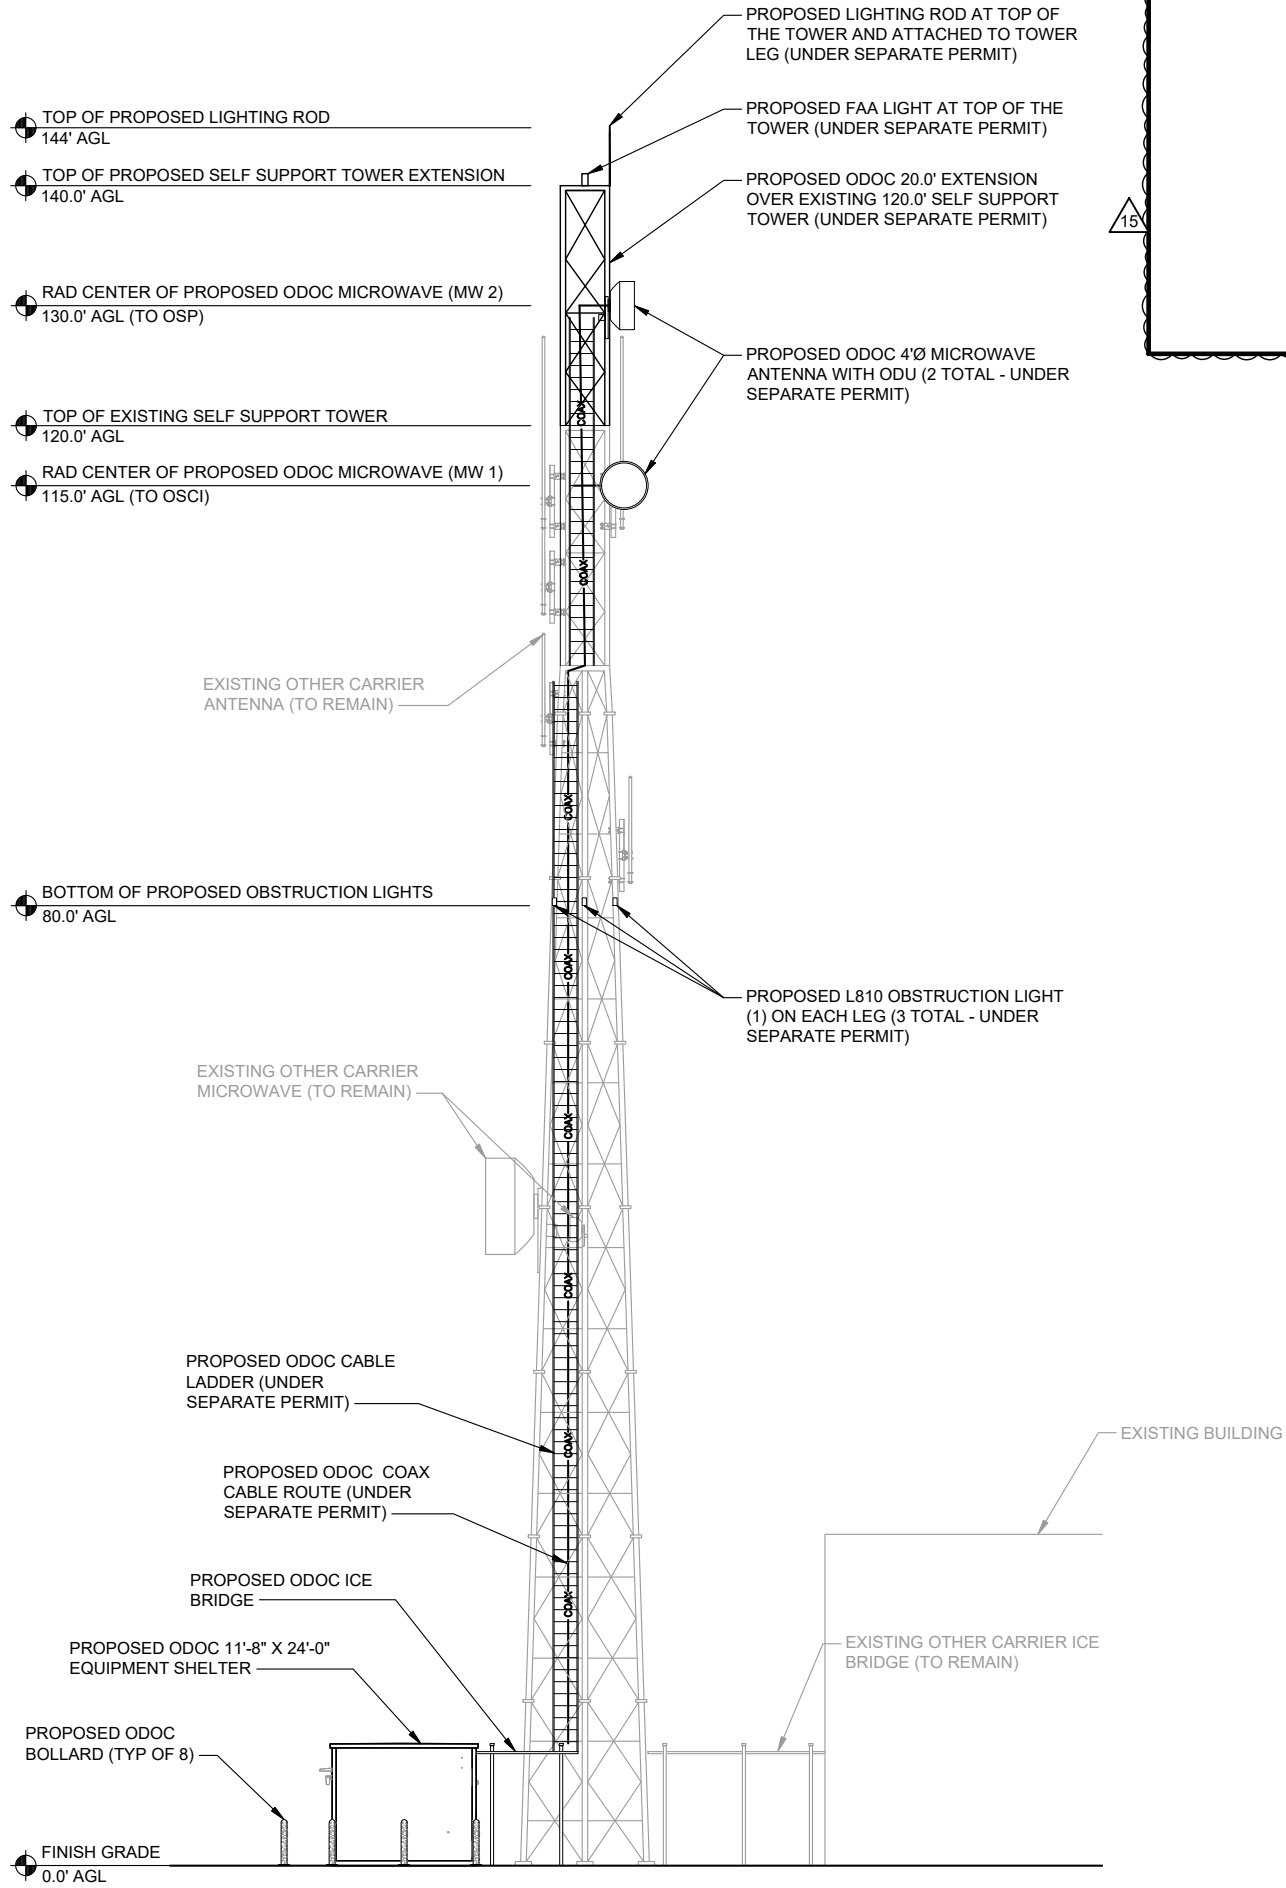 PROPOSED LIGHTING ROD AT TOP OF
THE TOWER AND ATTACHED TO TOWER
LEG (UNDER SEPARATE PERMIT)
TOP OF PROPOSED LIGHTING ROD
144' AGL
PROPOSED FAA LIGHT AT TOP OF THE
TOWER (UNDER SEPARATE PERMIT)
TOP OF PROPOSED SELF SUPPORT TOWER EXTENSION
140.0' AGL
PROPOSED ODOC 20.0' EXTENSION
OVER EXISTING 120.0' SELF SUPPORT
TOWER (UNDER SEPARATE PERMIT)
15
RAD CENTER OF PROPOSED ODOC MICROWAVE (MW 2)
130.0' AGL (TO OSP)
PROPOSED ODOC 4'Ø MICROWAVE
ANTENNA WITH ODU (2 TOTAL - UNDER
SEPARATE PERMIT)
COAX
TOP OF EXISTING SELF SUPPORT TOWER
120.0' AGL
RAD CENTER OF PROPOSED ODOC MICROWAVE (MW 1)
115.0' AGL (TO OSCI)
COAX
EXISTING OTHER CARRIER
ANTENNA (TO REMAIN)
COAX
BOTTOM OF PROPOSED OBSTRUCTION LIGHTS
80.0' AGL
COAX
PROPOSED L810 OBSTRUCTION LIGHT
(1) ON EACH LEG (3 TOTAL - UNDER
SEPARATE PERMIT)
EXISTING OTHER CARRIER
MICROWAVE (TO REMAIN)
COAX
COAX
PROPOSED ODOC CABLE
LADDER (UNDER
SEPARATE PERMIT)
EXISTING BUILDING
COAX
PROPOSED ODOC COAX
CABLE ROUTE (UNDER
SEPARATE PERMIT)
PROPOSED ODOC ICE
BRIDGE
COAX
PROPOSED ODOC 11'-8" X 24'-0"
EQUIPMENT SHELTER
EXISTING OTHER CARRIER ICE
BRIDGE (TO REMAIN)
PROPOSED ODOC
BOLLARD (TYP OF 8)
FINISH GRADE
0.0' AGL